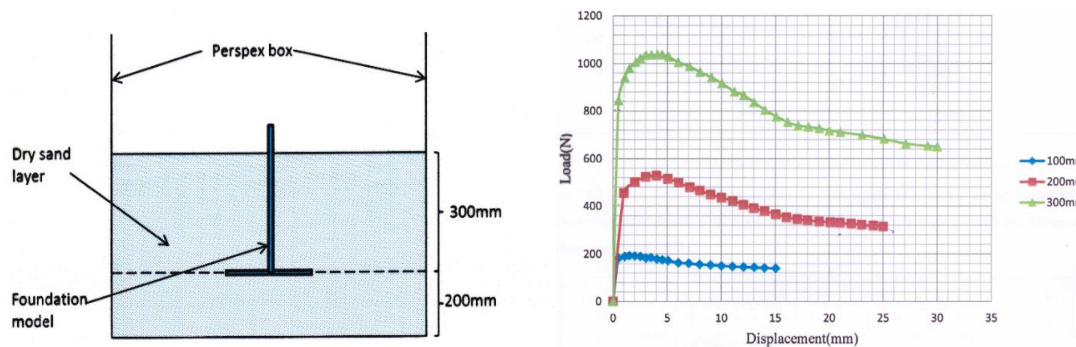 Perspex box
Dry sand
layer
300mm
Foundation
model
200mm
1200
1000
800
600
400
200
0
Load(N)
0 5 10 15 20 25 30 35
Displacement(mm)
100mm
200mm
300mm